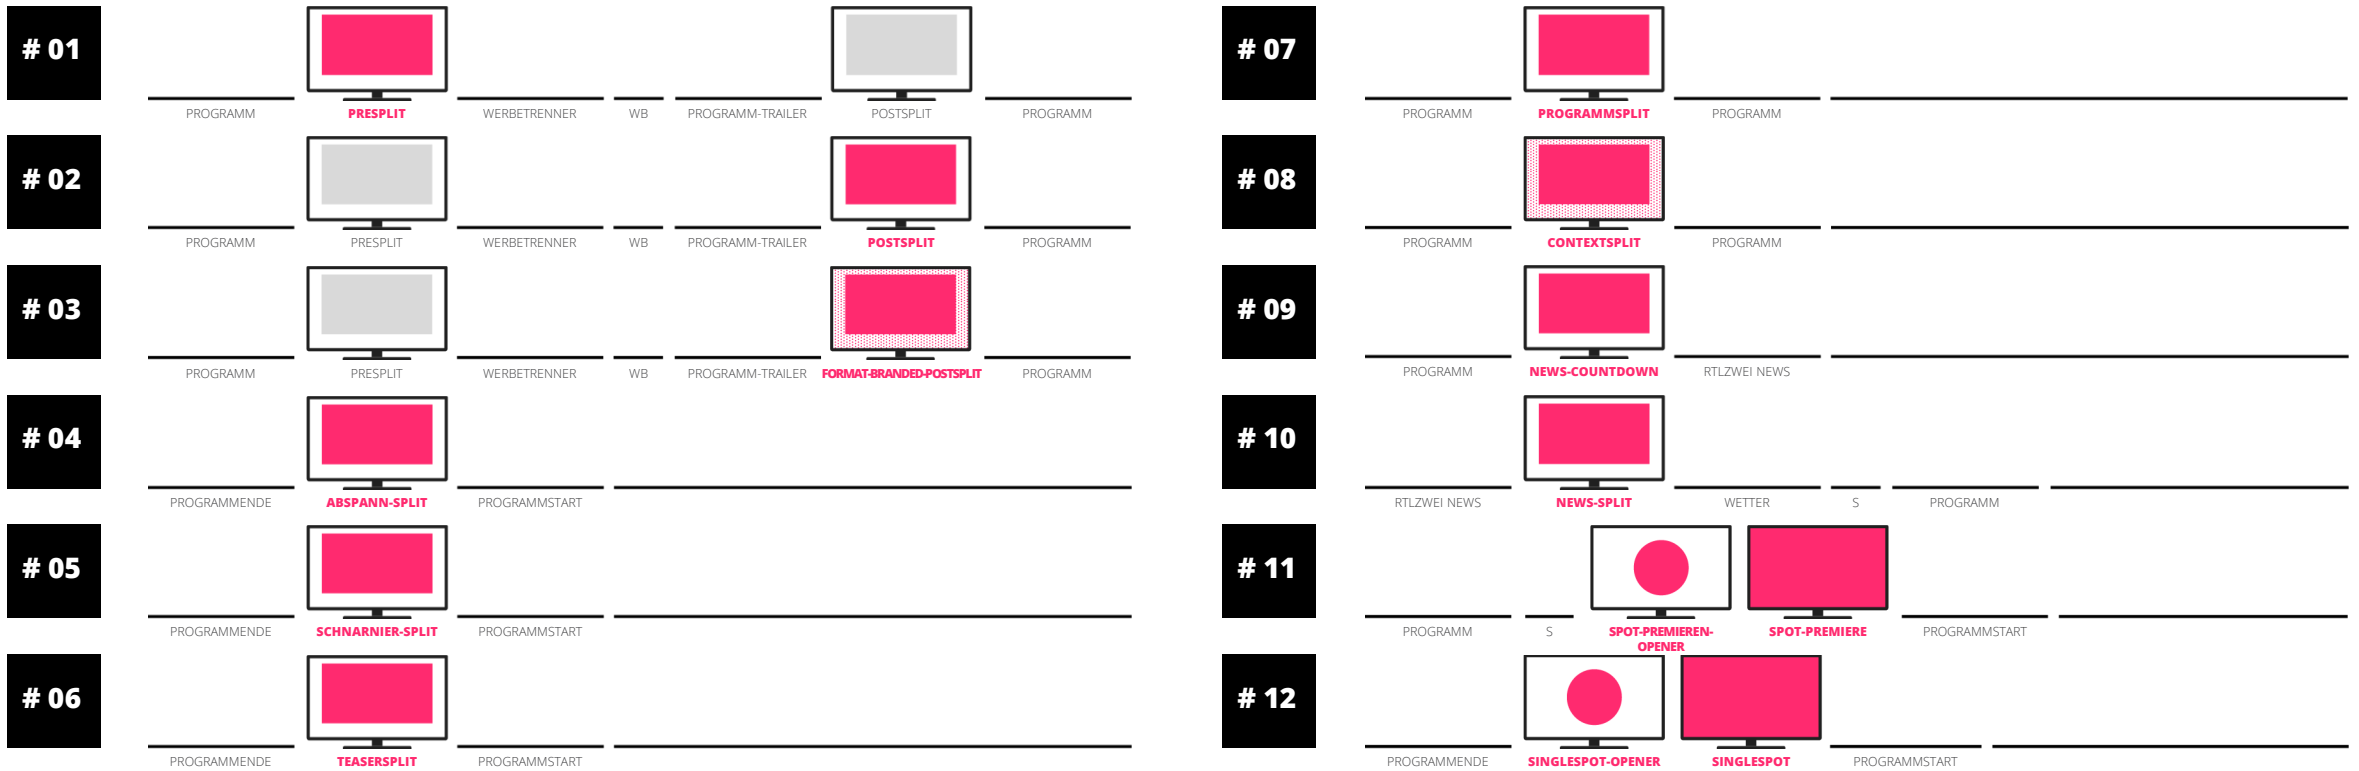 # 01
PROGRAMM PRESPLIT WERBETRENNER WB PROGRAMM-TRAILER POSTSPLIT PROGRAMM
# 02
PROGRAMM PRESPLIT WERBETRENNER WB PROGRAMM-TRAILER POSTSPLIT PROGRAMM
# 03
PROGRAMM PRESPLIT WERBETRENNER WB PROGRAMM-TRAILER FORMAT-BRANDED-POSTSPLIT PROGRAMM
# 04
PROGRAMMENDE ABSPANN-SPLIT PROGRAMMSTART
# 05
PROGRAMMENDE SCHNARNIER-SPLIT PROGRAMMSTART
# 06
PROGRAMMENDE TEASERSPLIT PROGRAMMSTART
# 07
PROGRAMM PROGRAMMSPLIT PROGRAMM
# 08
PROGRAMM CONTEXTSPLIT PROGRAMM
# 09
PROGRAMM NEWS-COUNTDOWN RTLZWEI NEWS
# 10
RTLZWEI NEWS NEWS-SPLIT WETTER S PROGRAMM
# 11
PROGRAMM S SPOT-PREMIEREN- SPOT-PREMIERE PROGRAMMSTART
OPENER
# 12
PROGRAMMENDE SINGLESPOT-OPENER SINGLESPOT PROGRAMMSTART